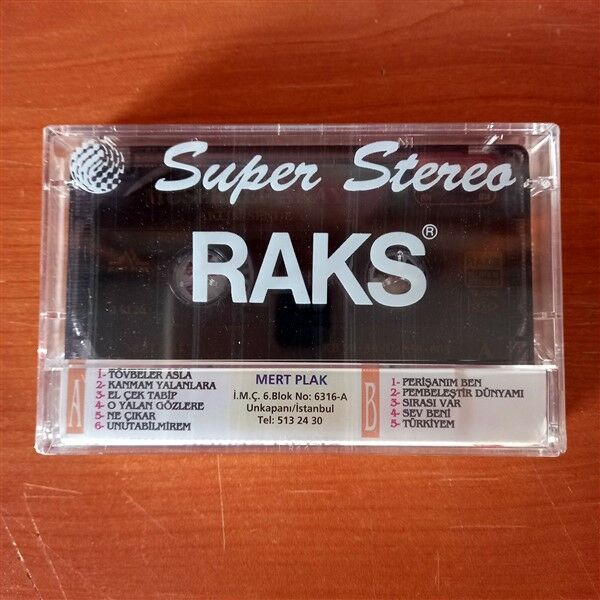 Super Stereo
RAKS®
A
1- TÖVBELER ASLA
2- KANMAM YALANLARA
3- EL ÇEK TABİP
4- O YALAN GÖZLERE
5- NE ÇIKAR
6- UNUTABİLMİREM
MERT PLAK
İ.M.Ç. 6.Blok No: 6316-A
Unkapanı/İstanbul
Tel: 513 24 30
B
1- PERİŞANIM BEN
2- PEMBELEŞTİR DÜNYAMI
3- SIRASI VAR
4- SEV BENİ
5- TÜRKİYEM